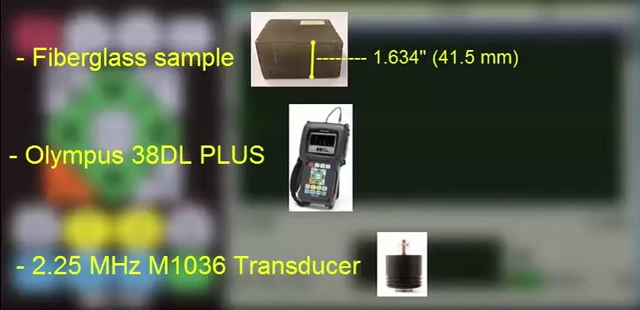 - Fiberglass sample -------- 1.634" (41.5 mm)
- Olympus 38DL PLUS
- 2.25 MHz M1036 Transducer